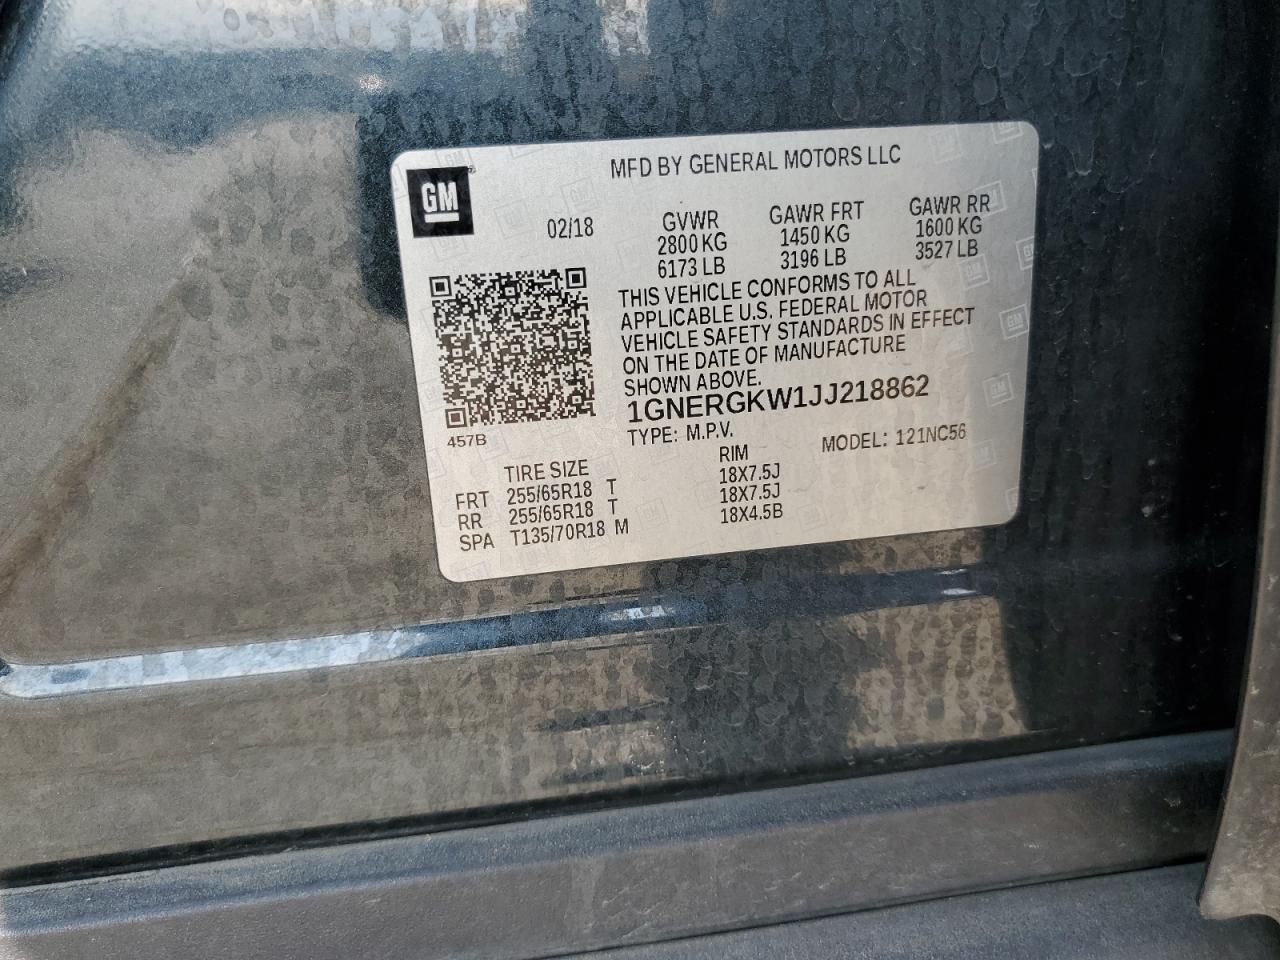 MFD BY GENERAL MOTORS LLC
GM
02/18
GVWR GAWR FRT GAWR RR
2800 KG 1450 KG 1600 KG
6173 LB 3196 LB 3527 LB
THIS VEHICLE CONFORMS TO ALL
APPLICABLE U.S. FEDERAL MOTOR
VEHICLE SAFETY STANDARDS IN EFFECT
ON THE DATE OF MANUFACTURE
SHOWN ABOVE.
1GNERGKW1JJ218862
457B
TYPE: M.P.V. MODEL: 121NC56
TIRE SIZE RIM
FRT 255/65R18 T 18X7.5J
RR 255/65R18 T 18X7.5J
SPA T135/70R18 M 18X4.5B